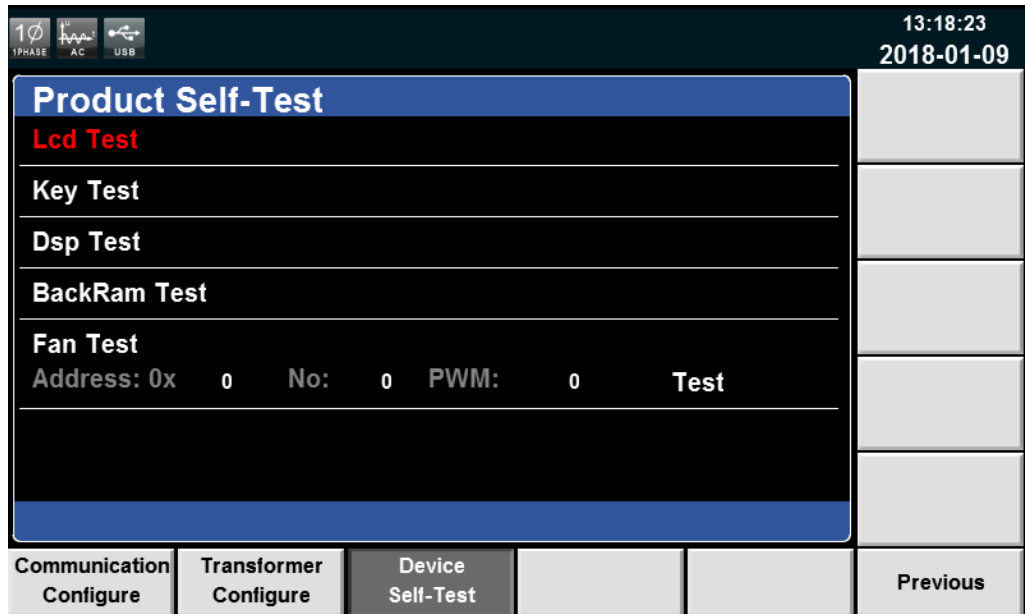 1Ø
1PHASE
U
AC
USB
13:18:23
2018-01-09
Product Self-Test
Lcd Test
Key Test
Dsp Test
BackRam Test
Fan Test
Address: 0x 0 No: 0 PWM: 0 Test
Communication Configure
Transformer Configure
Device Self-Test
Previous